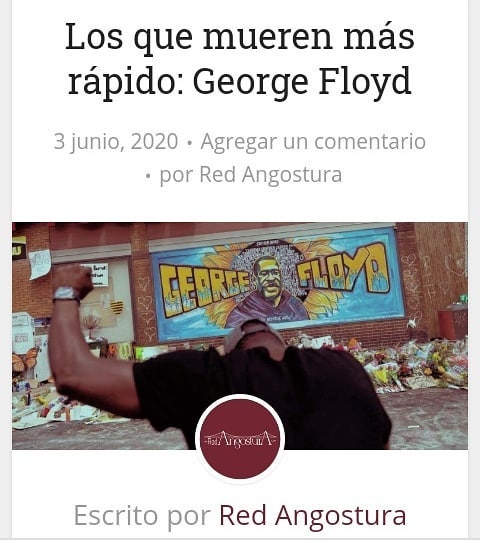 Los que mueren más
rápido: George Floyd
3 junio, 2020 • Agregar un comentario
• por Red Angostura
GEORGE FLOYD
Red AngosturA
Escrito por Red Angostura